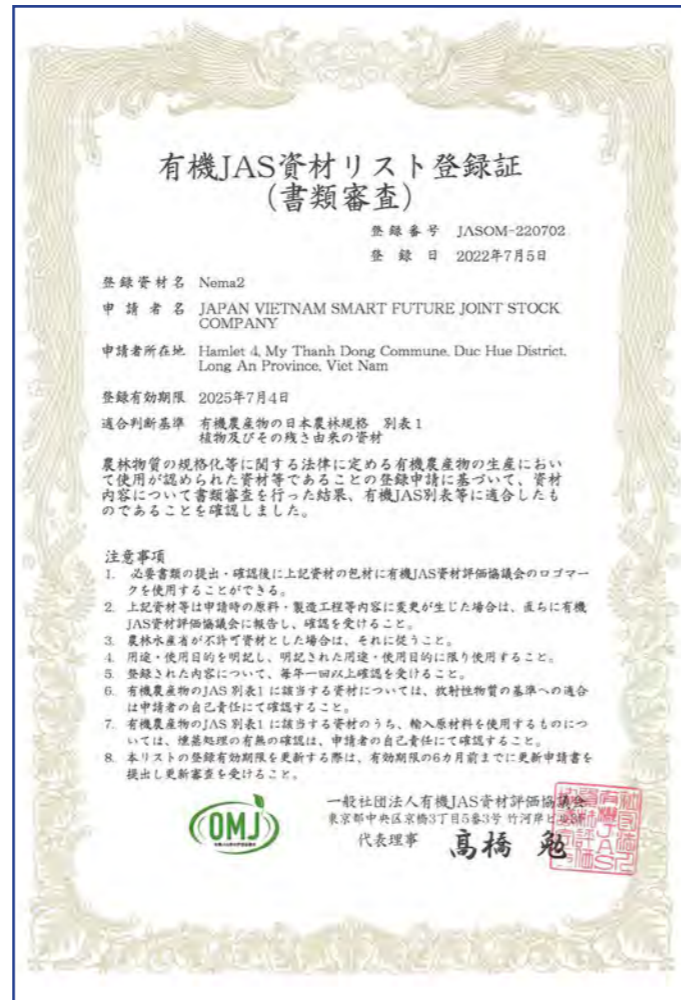 有機JAS資材リスト登録証
(書類審査)
登録番号 JASOM-220702
登録日 2022年7月5日
登録資材名 Nema2
申請者名 JAPAN VIETNAM SMART FUTURE JOINT STOCK
COMPANY
申請者所在地 Hamlet 4, My Thanh Dong Commune, Duc Hue District,
Long An Province, Viet Nam
登録有効期限 2025年7月4日
適合判断基準 有機農産物の日本農林規格 別表1
植物及びその残さ由来の資材
農林物質の規格化等に関する法律に定める有機農産物の生産におい
て使用が認められた資材等であることの登録申請に基づいて、資材
内容について書類審査を行った結果、有機JAS別表等に適合したも
のであることを確認しました。
注意事項
1. 必要書類の提出・確認後に上記資材の包材に有機JAS資材評価協議会のロゴマー
クを使用することができる。
2. 上記資材等は申請時の原料・製造工程等内容に変更が生じた場合は、直らに有機
JAS資材評価協議会に報告し、確認を受けること。
3. 農林水産省が不許可資材とした場合は、それに従うこと。
4. 用途・使用目的を明記し、明記された用途・使用目的に限り使用すること。
5. 登録された内容について、毎年一回以上確認を受けること。
6. 有機農産物のJAS 別表1 に該当する資材については、放射性物質の基準への適合
は申請者の自己責任にて確認すること。
7. 有機農産物のJAS 別表1 に該当する資材のうち、輸入原材料を使用するものにつ
いては、燻蒸処理の有無の確認は、申請者の自己責任にて確認すること。
8. 本リストの登録有効期限を更新する際は、有効期限の6カ月前までに更新申請書を
提出し更新審査を受けること。
OMJ
一般社団法人有機JAS資材評価協議会
東京都中央区京橋3丁目5番3号 竹河岸ビ
代表理事 髙橋 勉